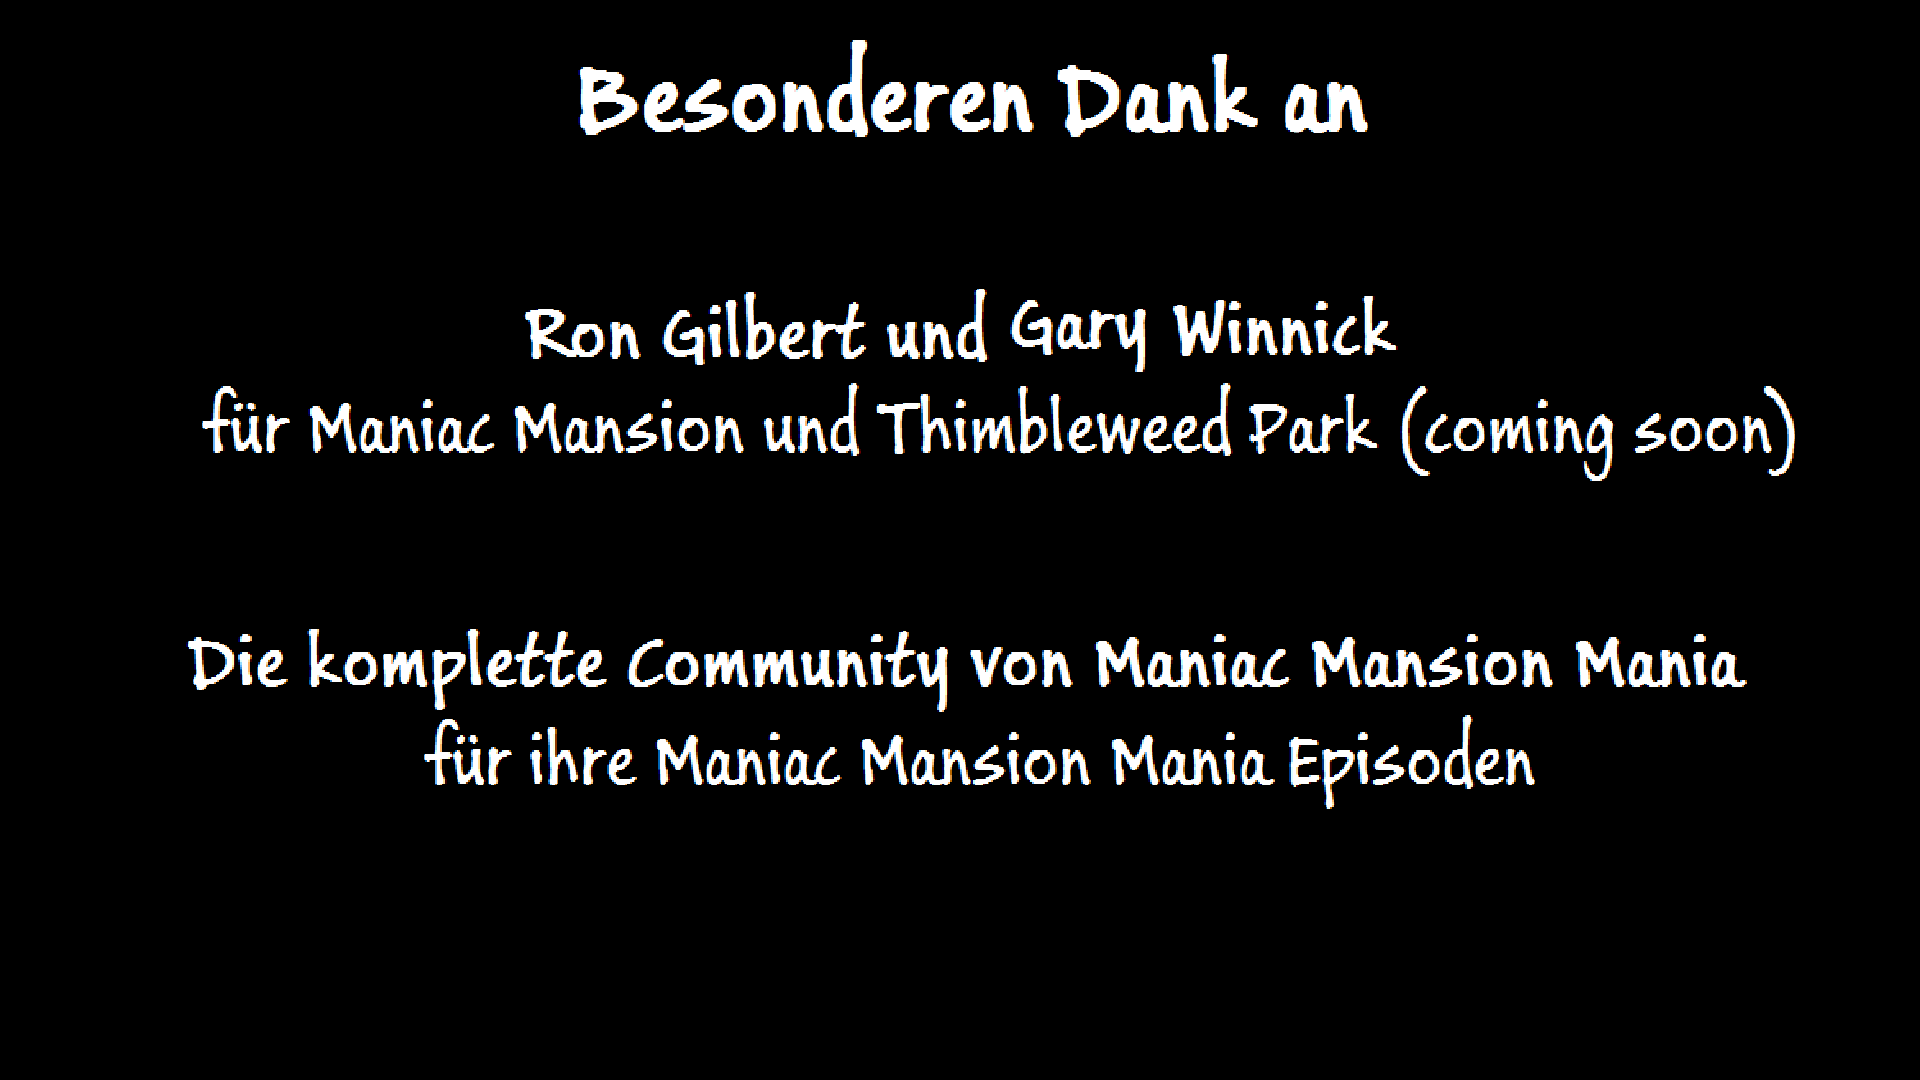 Besonderen Dank an
Ron Gilbert und Gary Winnick
für Maniac Mansion und Thimbleweed Park (coming soon)
Die komplette Community von Maniac Mansion Mania
für ihre Maniac Mansion Mania Episoden